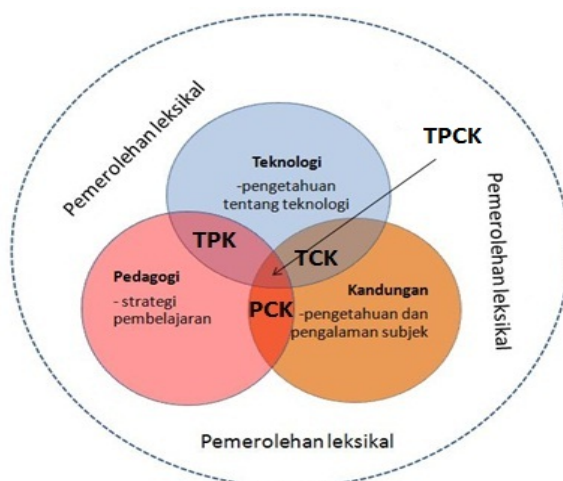 Pemerolehan leksikal
TPCK
Pemerolehan leksikal
Teknologi
-pengetahuan
tentang teknologi
TPK
TCK
Pedagogi
- strategi
pembelajaran
PCK
Kandungan
-pengetahuan dan
pengalaman subjek
Pemerolehan leksikal